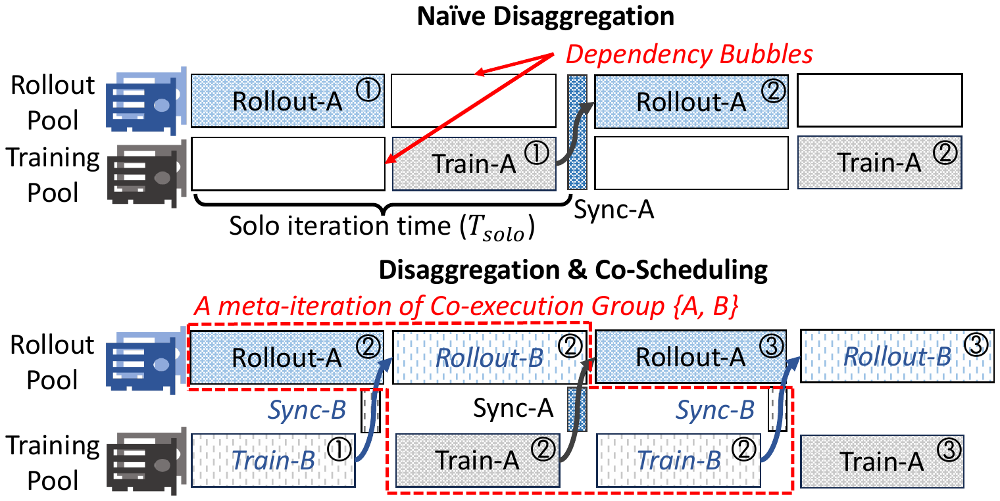 Naïve Disaggregation
Dependency Bubbles
Rollout
Pool
Rollout-A ①
Rollout-A ②
Training
Pool
Train-A ①
Train-A ②
Sync-A
Solo iteration time (T_solo)
Disaggregation & Co-Scheduling
A meta-iteration of Co-execution Group {A, B}
Rollout
Pool
Rollout-A ②
Rollout-B ②
Rollout-A ③
Rollout-B ③
Sync-B
Sync-A
Sync-B
Training
Pool
Train-B ①
Train-A ②
Train-B ②
Train-A ③